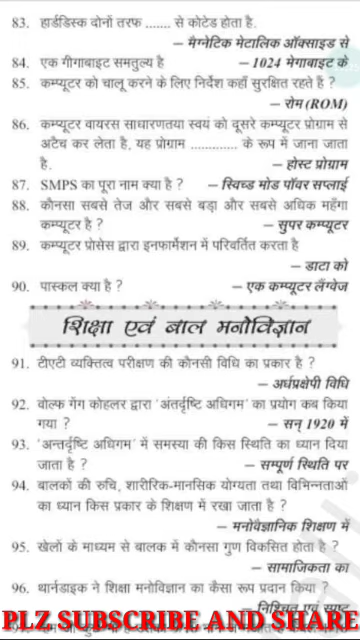 83. हार्डडिस्क दोनों तरफ ....... से कोटेड होता है.
– मैग्नेटिक मेटालिक ऑक्साइड से
84. एक गीगाबाइट समतुल्य है – 1024 मेगाबाइट के
85. कम्प्यूटर को चालू करने के लिए निर्देश कहाँ सुरक्षित रहते हैं ?
– रोम (ROM)
86. कम्प्यूटर वायरस साधारणतया स्वयं को दूसरे कम्प्यूटर प्रोग्राम से
अटैच कर लेता है, यह प्रोग्राम ............. के रूप में जाना जाता
है. – होस्ट प्रोग्राम
87. SMPS का पूरा नाम क्या है ? – स्विच्ड मोड पॉवर सप्लाई
88. कौनसा सबसे तेज और सबसे बड़ा और सबसे अधिक महँगा
कम्प्यूटर है ? – सुपर कम्प्यूटर
89. कम्प्यूटर प्रोसेस द्वारा इनफार्मेशन में परिवर्तित करता है
– डाटा को
90. पास्कल क्या है ? – एक कम्प्यूटर लैंग्वेज
शिक्षा एवं बाल मनोविज्ञान
91. टीएटी व्यक्तित्व परीक्षण की कौनसी विधि का प्रकार है ?
– अर्धप्रक्षेपी विधि
92. वोल्फ गेंग कोहलर द्वारा 'अंतर्दृष्टि अधिगम' का प्रयोग कब किया
गया ? – सन् 1920 में
93. 'अन्तर्दृष्टि अधिगम' में समस्या की किस स्थिति का ध्यान दिया
जाता है ? – सम्पूर्ण स्थिति पर
94. बालकों की रुचि, शारीरिक-मानसिक योग्यता तथा विभिन्नताओं
का ध्यान किस प्रकार के शिक्षण में रखा जाता है ?
– मनोवैज्ञानिक शिक्षण में
95. खेलों के माध्यम से बालक में कौनसा गुण विकसित होता है ?
– सामाजिकता का
96. थार्नडाइक ने शिक्षा मनोविज्ञान का कैसा रूप प्रदान किया ?
– निश्चित एवं स्पष्ट
PLZ SUBSCRIBE AND SHARE